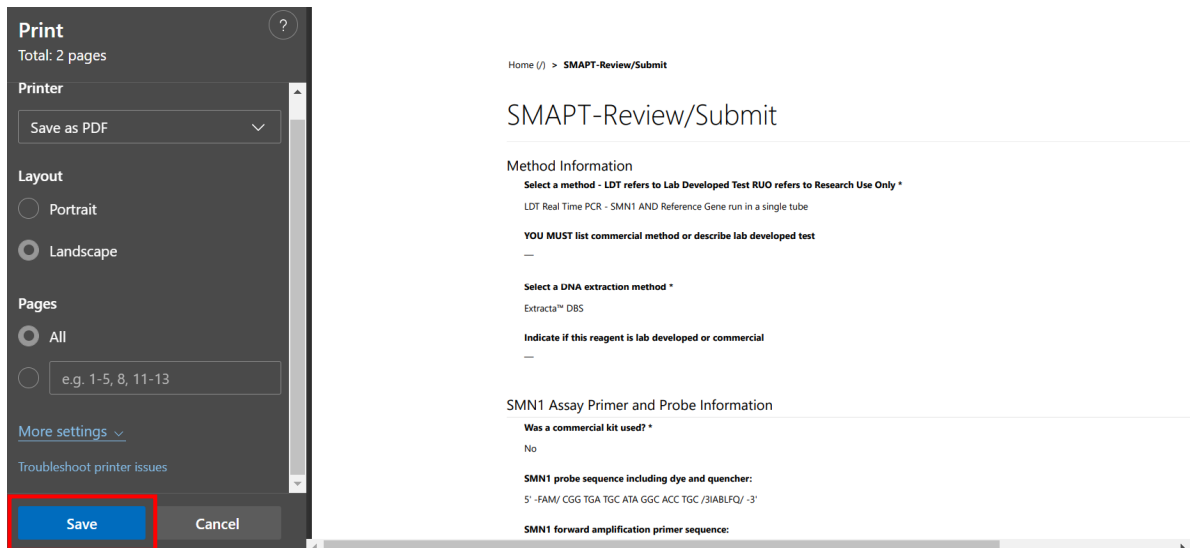 Print
?
Total: 2 pages
Printer
Save as PDF
Layout
Portrait
Landscape
Pages
All
e.g. 1-5, 8, 11-13
More settings
Troubleshoot printer issues
Save
Cancel
Home (/) > SMAPT-Review/Submit
SMAPT-Review/Submit
Method Information
Select a method - LDT refers to Lab Developed Test RUO refers to Research Use Only *
LDT Real Time PCR - SMN1 AND Reference Gene run in a single tube
YOU MUST list commercial method or describe lab developed test
—
Select a DNA extraction method *
Extracta™ DBS
Indicate if this reagent is lab developed or commercial
—
SMN1 Assay Primer and Probe Information
Was a commercial kit used? *
No
SMN1 probe sequence including dye and quencher:
5' -FAM/ CGG TGA TGC ATA GGC ACC TGC /3IABLFQ/ -3'
SMN1 forward amplification primer sequence: